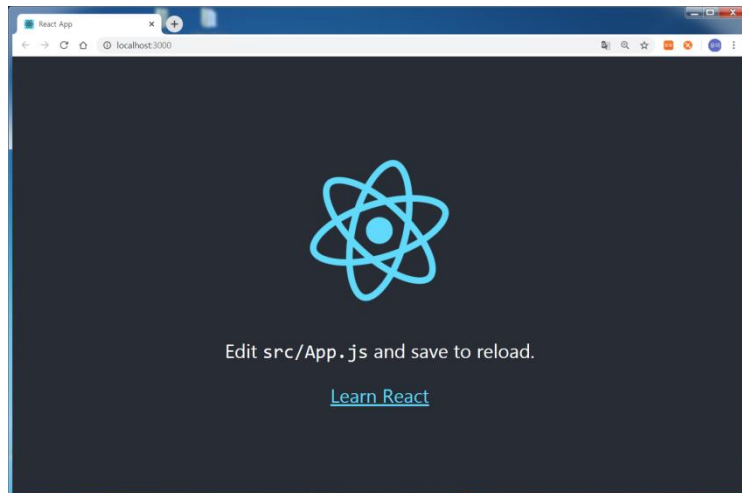 React App
localhost:3000
Edit src/App.js and save to reload.
Learn React